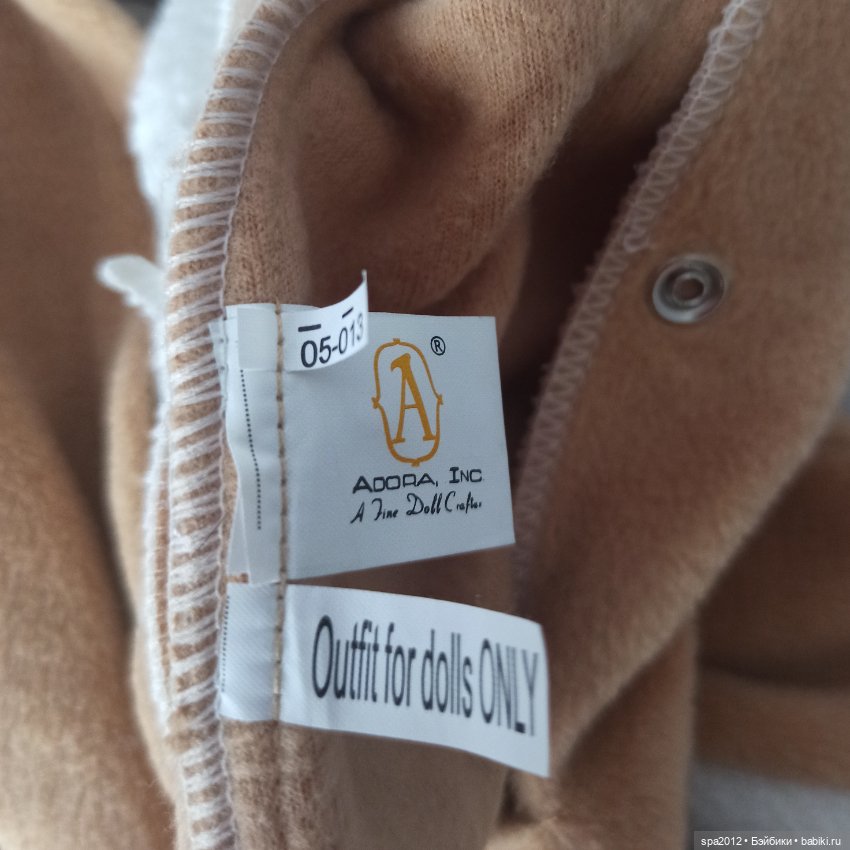 05-013
A ®
ADORA, INC
A Fine Doll Crafter
Outfit for dolls ONLY
spa2012 • Бэйбики • babiki.ru